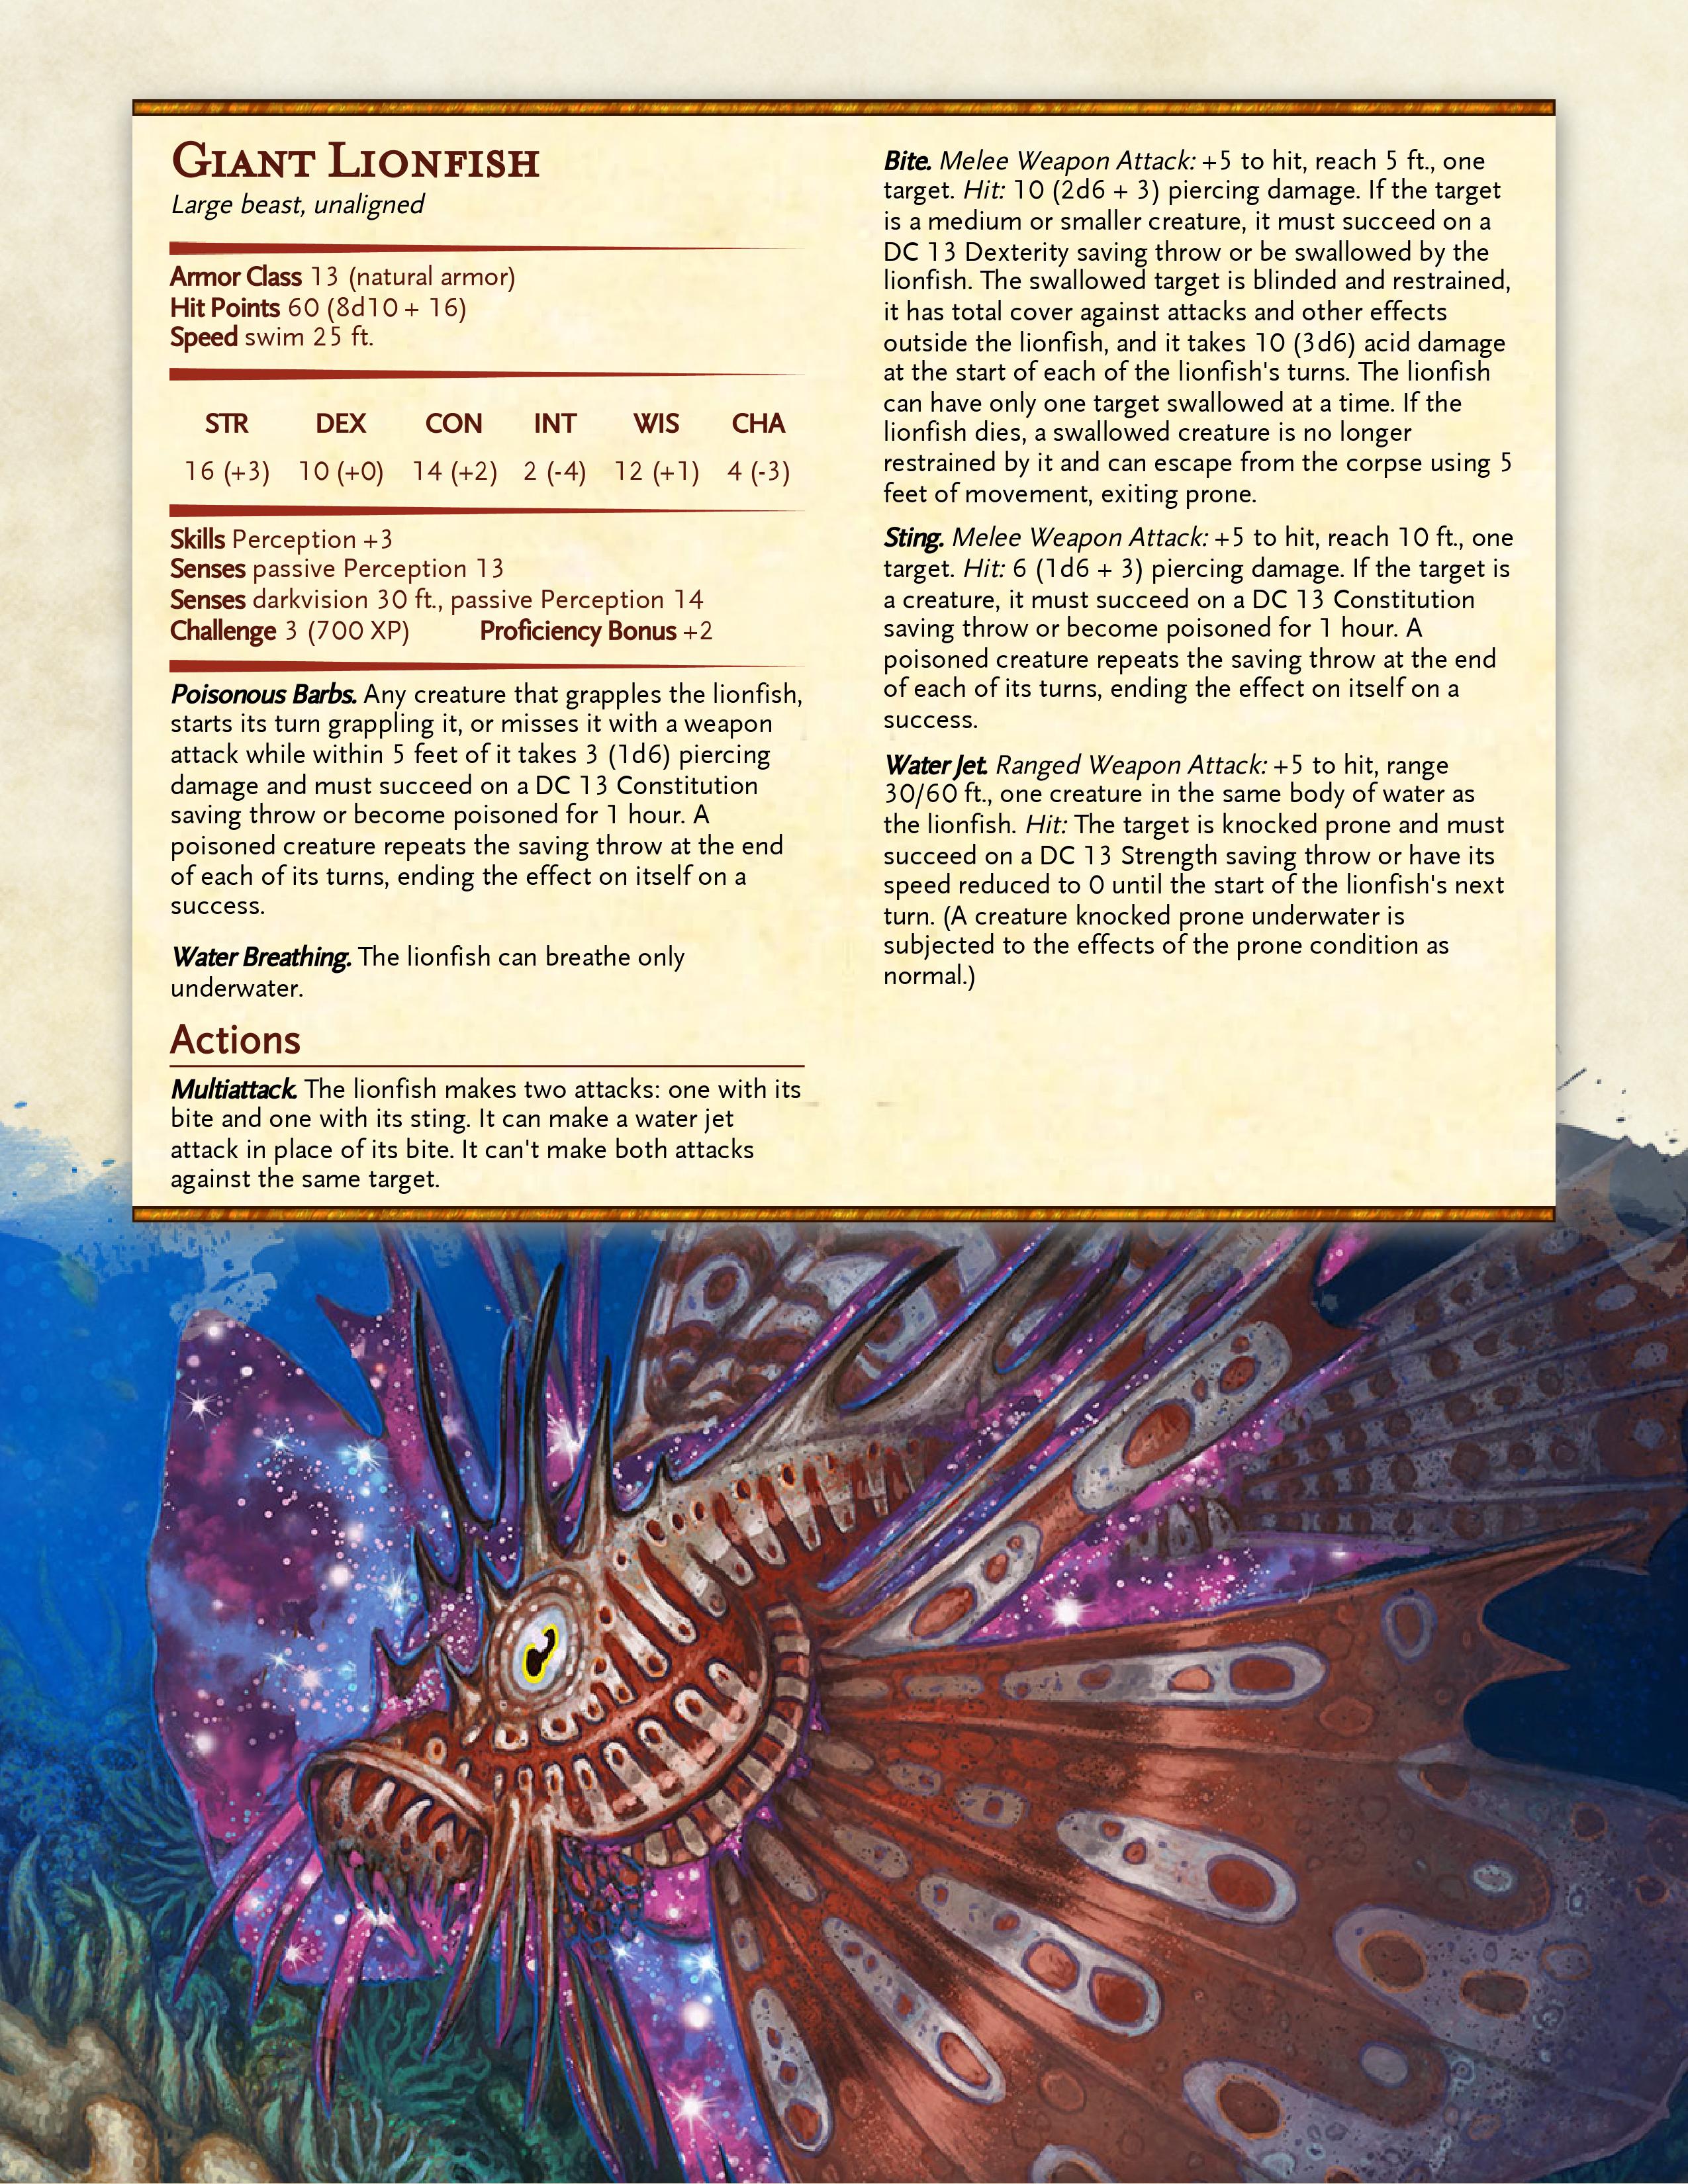 Giant Lionfish
Large beast, unaligned
Armor Class 13 (natural armor)
Hit Points 60 (8d10 + 16)
Speed swim 25 ft.
STR DEX CON INT WIS CHA
16 (+3) 10 (+0) 14 (+2) 2 (-4) 12 (+1) 4 (-3)
Skills Perception +3
Senses passive Perception 13
Senses darkvision 30 ft., passive Perception 14
Challenge 3 (700 XP) Proficiency Bonus +2
Poisonous Barbs. Any creature that grapples the lionfish,
starts its turn grappling it, or misses it with a weapon
attack while within 5 feet of it takes 3 (1d6) piercing
damage and must succeed on a DC 13 Constitution
saving throw or become poisoned for 1 hour. A
poisoned creature repeats the saving throw at the end
of each of its turns, ending the effect on itself on a
success.
Water Breathing. The lionfish can breathe only
underwater.
Actions
Multiattack. The lionfish makes two attacks: one with its
bite and one with its sting. It can make a water jet
attack in place of its bite. It can't make both attacks
against the same target.
Bite. Melee Weapon Attack: +5 to hit, reach 5 ft., one
target. Hit: 10 (2d6 + 3) piercing damage. If the target
is a medium or smaller creature, it must succeed on a
DC 13 Dexterity saving throw or be swallowed by the
lionfish. The swallowed target is blinded and restrained,
it has total cover against attacks and other effects
outside the lionfish, and it takes 10 (3d6) acid damage
at the start of each of the lionfish's turns. The lionfish
can have only one target swallowed at a time. If the
lionfish dies, a swallowed creature is no longer
restrained by it and can escape from the corpse using 5
feet of movement, exiting prone.
Sting. Melee Weapon Attack: +5 to hit, reach 10 ft., one
target. Hit: 6 (1d6 + 3) piercing damage. If the target is
a creature, it must succeed on a DC 13 Constitution
saving throw or become poisoned for 1 hour. A
poisoned creature repeats the saving throw at the end
of each of its turns, ending the effect on itself on a
success.
Water Jet. Ranged Weapon Attack: +5 to hit, range
30/60 ft., one creature in the same body of water as
the lionfish. Hit: The target is knocked prone and must
succeed on a DC 13 Strength saving throw or have its
speed reduced to 0 until the start of the lionfish's next
turn. (A creature knocked prone underwater is
subjected to the effects of the prone condition as
normal.)